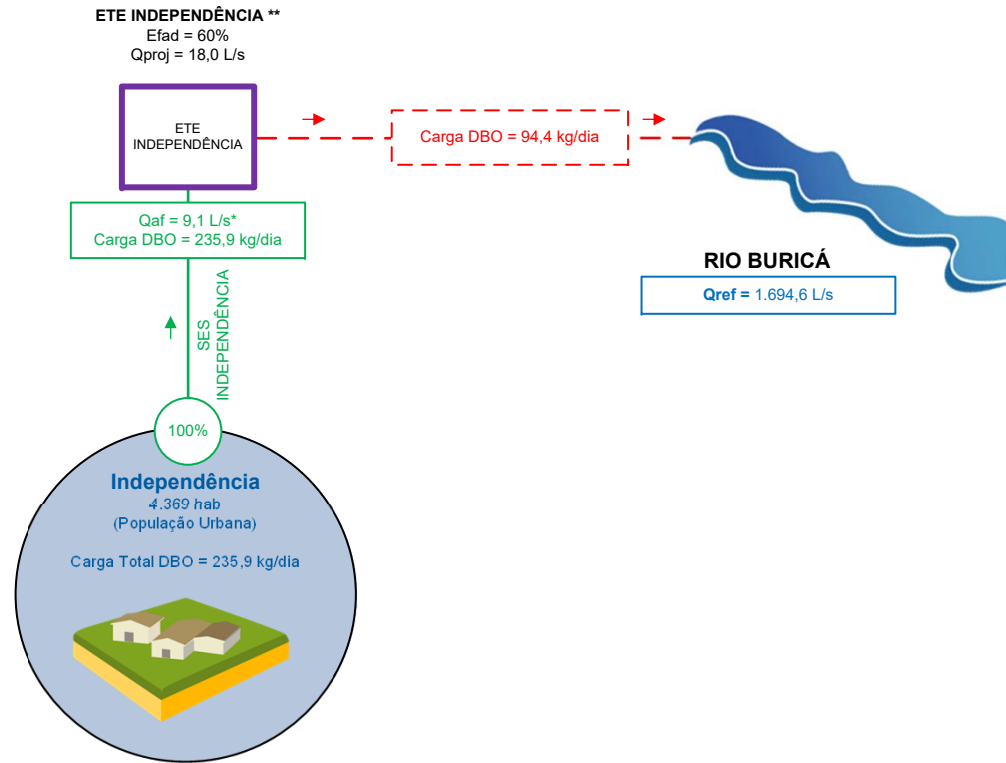 ETE INDEPENDÊNCIA **
Efad = 60%
Qproj = 18,0 L/s
ETE
INDEPENDÊNCIA
Carga DBO = 94,4 kg/dia
Qaf = 9,1 L/s*
Carga DBO = 235,9 kg/dia
RIO BURICÁ
Qref = 1.694,6 L/s
SES
INDEPENDÊNCIA
100%
Independência
4.369 hab
(População Urbana)
Carga Total DBO = 235,9 kg/dia